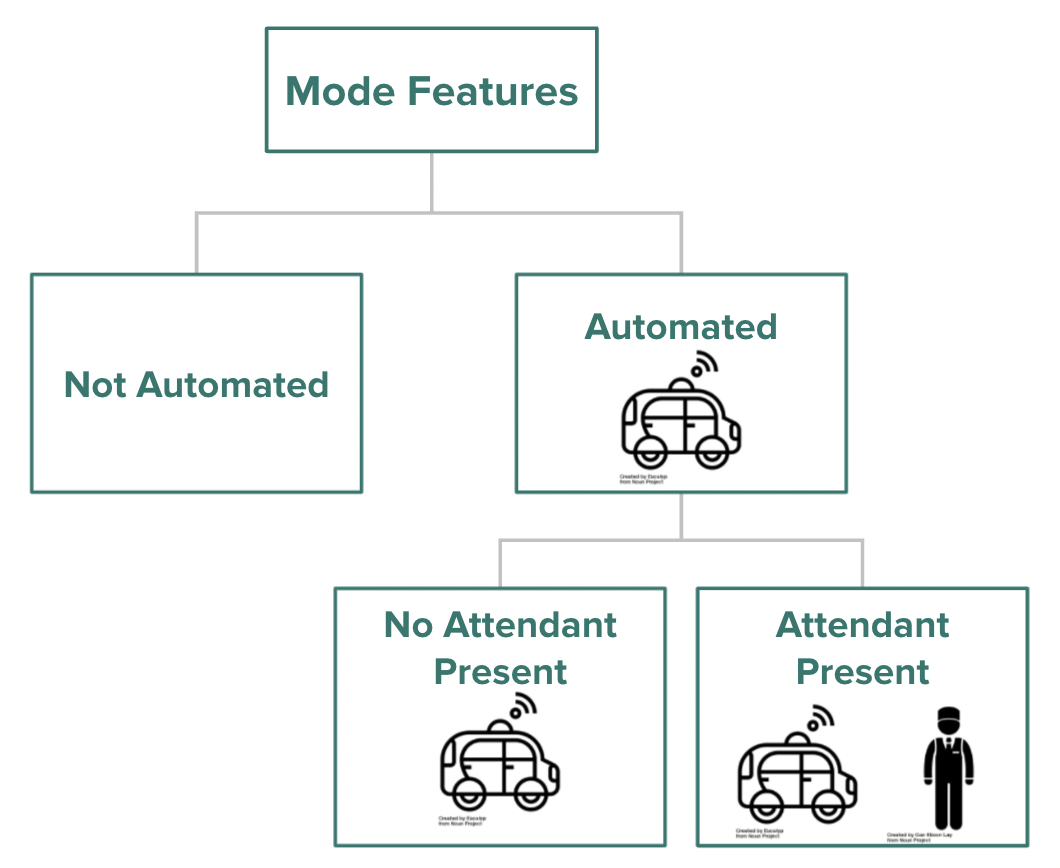 Mode Features
Not Automated
Automated
Created by Eucalyp
from Noun Project
No Attendant
Present
Created by Eucalyp
from Noun Project
Attendant
Present
Created by Eucalyp
from Noun Project
Created by Gan Khoon Lay
from Noun Project